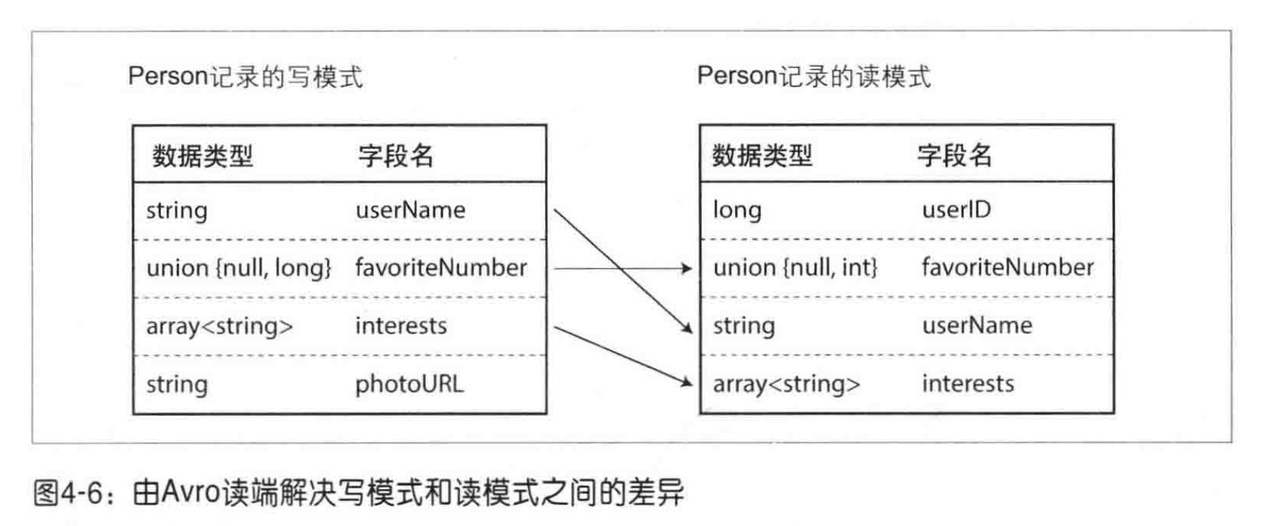 Person记录的写模式
Person记录的读模式
数据类型 字段名
string userName
union {null, long} favoriteNumber
array<string> interests
string photoURL
数据类型 字段名
long userID
union {null, int} favoriteNumber
string userName
array<string> interests
图4-6：由Avro读端解决写模式和读模式之间的差异